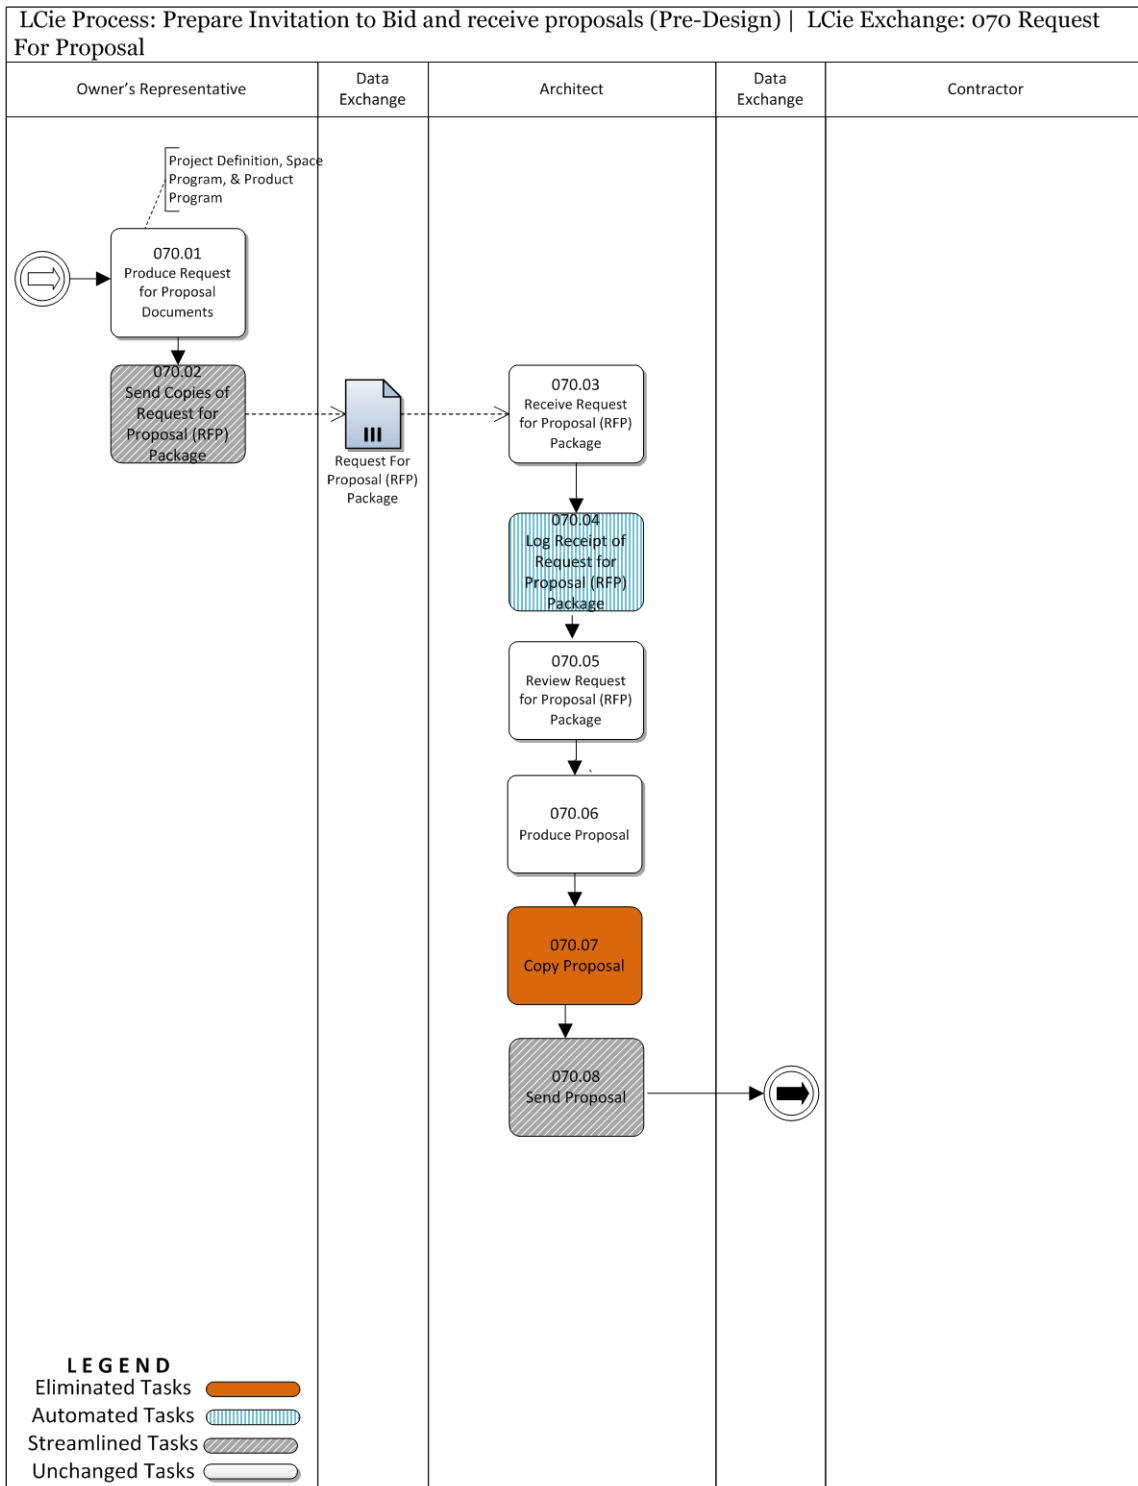 LCie Process: Prepare Invitation to Bid and receive proposals (Pre-Design) | LCie Exchange: 070 Request
For Proposal
Owner's Representative
Data
Exchange
Architect
Data
Exchange
Contractor
Project Definition, Space
Program, & Product
Program
070.01
Produce Request
for Proposal
Documents
070.02
Send Copies of
Request for
Proposal (RFP)
Package
Request For
Proposal (RFP)
Package
070.03
Receive Request
for Proposal (RFP)
Package
070.04
Log Receipt of
Request for
Proposal (RFP)
Package
070.05
Review Request
for Proposal (RFP)
Package
070.06
Produce Proposal
070.07
Copy Proposal
070.08
Send Proposal
LEGEND
Eliminated Tasks
Automated Tasks
Streamlined Tasks
Unchanged Tasks